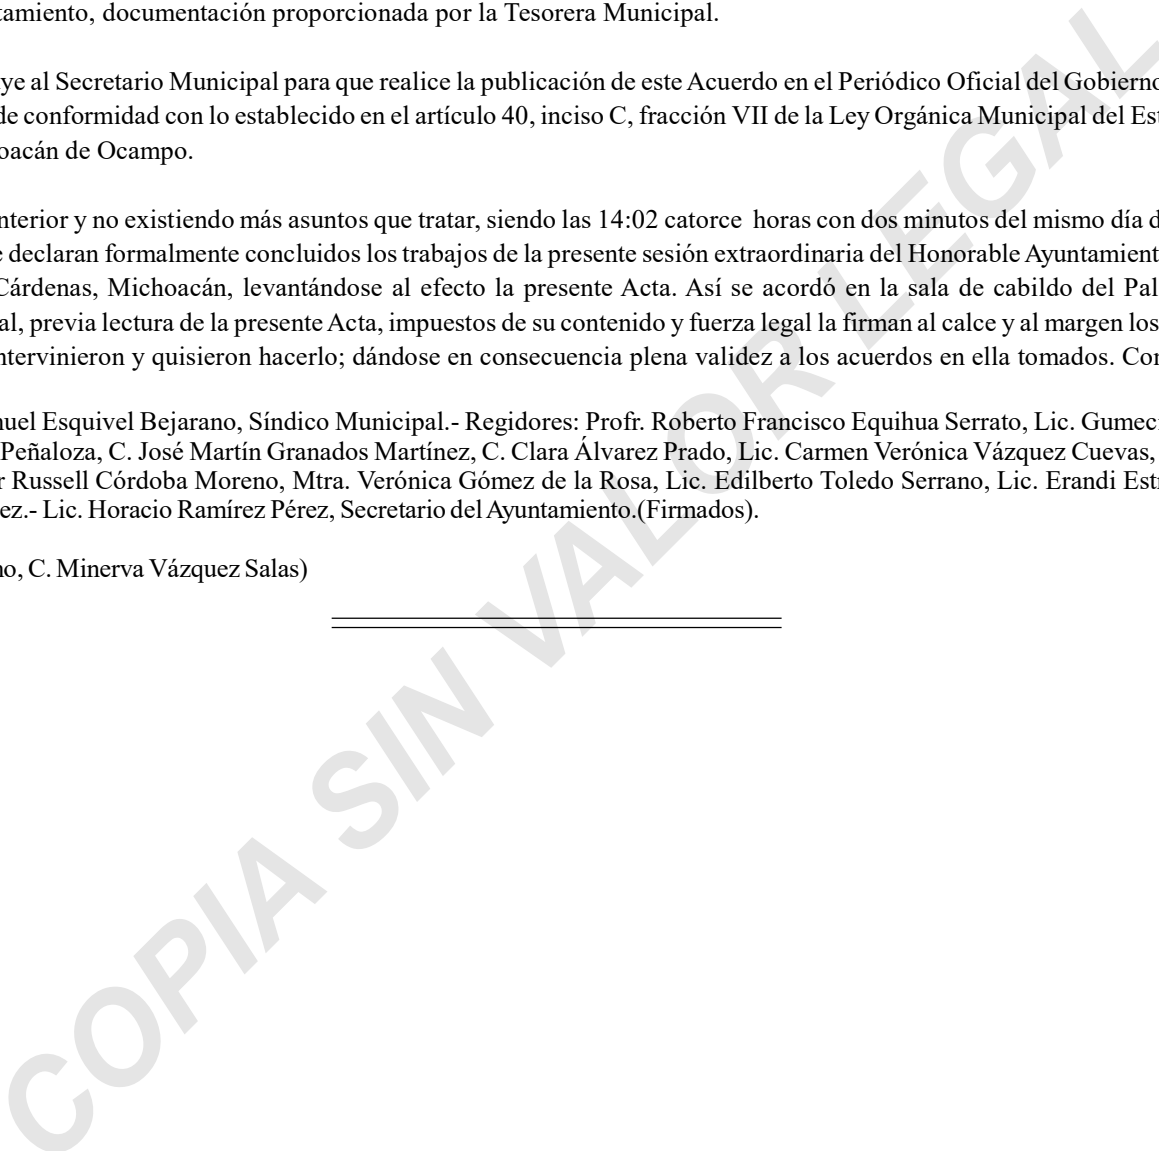 tamiento, documentación proporcionada por la Tesorera Municipal.
ye al Secretario Municipal para que realice la publicación de este Acuerdo en el Periódico Oficial del Gobierno
de conformidad con lo establecido en el artículo 40, inciso C, fracción VII de la Ley Orgánica Municipal del Est
oacán de Ocampo.
nterior y no existiendo más asuntos que tratar, siendo las 14:02 catorce horas con dos minutos del mismo día d
e declaran formalmente concluidos los trabajos de la presente sesión extraordinaria del Honorable Ayuntamient
Cárdenas, Michoacán, levantándose al efecto la presente Acta. Así se acordó en la sala de cabildo del Pal
al, previa lectura de la presente Acta, impuestos de su contenido y fuerza legal la firman al calce y al margen los
ntervinieron y quisieron hacerlo; dándose en consecuencia plena validez a los acuerdos en ella tomados. Con
nuel Esquivel Bejarano, Síndico Municipal.- Regidores: Profr. Roberto Francisco Equihua Serrato, Lic. Gumeci
Peñaloza, C. José Martín Granados Martínez, C. Clara Álvarez Prado, Lic. Carmen Verónica Vázquez Cuevas,
r Russell Córdoba Moreno, Mtra. Verónica Gómez de la Rosa, Lic. Edilberto Toledo Serrano, Lic. Erandi Estr
ez.- Lic. Horacio Ramírez Pérez, Secretario del Ayuntamiento.(Firmados).
no, C. Minerva Vázquez Salas)
COPIA SIN VALOR LEGAL